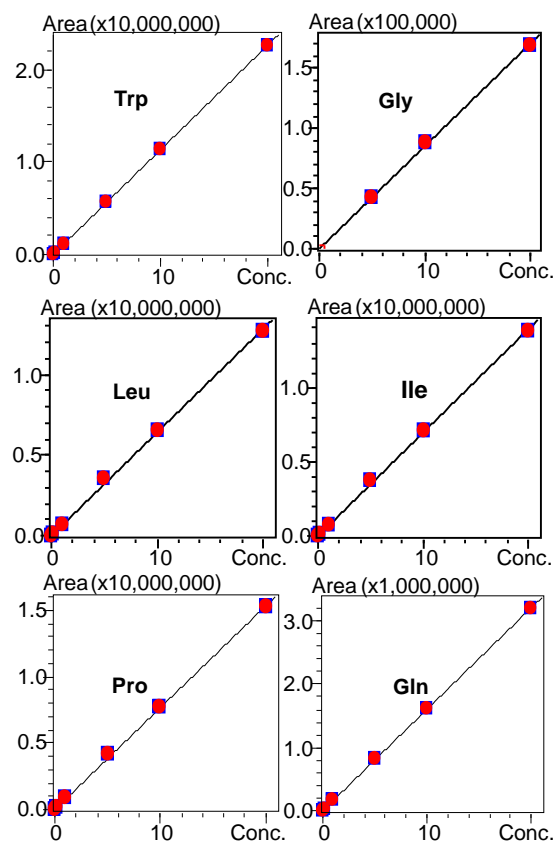 Area (x10,000,000)
2.0
1.0
0.0
Trp
0 10 Conc.
Area (x100,000)
1.5
1.0
0.5
0.0
Gly
0 10 Conc.
Area (x10,000,000)
1.0
0.5
0.0
Leu
0 10 Conc.
Area (x10,000,000)
1.0
0.5
0.0
Ile
0 10 Conc.
Area (x10,000,000)
1.5
1.0
0.5
0.0
Pro
0 10 Conc.
Area (x1,000,000)
3.0
2.0
1.0
0.0
Gln
0 10 Conc.